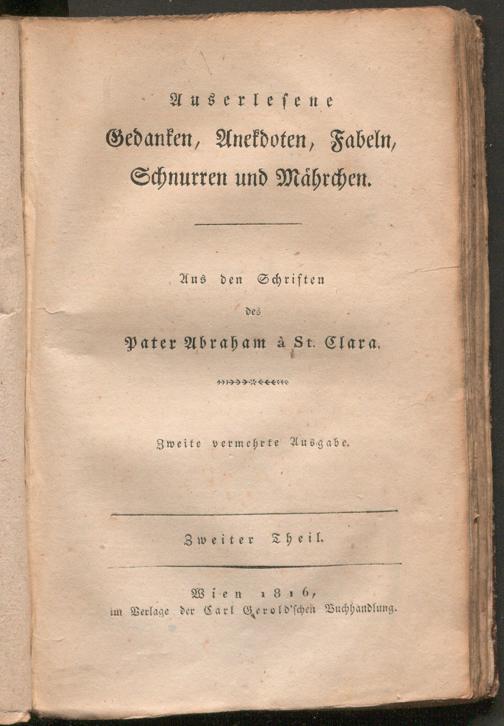 Auserlesene
Gedanken, Anekdoten, Fabeln,
Schnurren und Mährchen.
Aus den Schriften
des
Pater Abraham à St. Clara.
Zweite vermehrte Ausgabe.
Zweiter Theil.
Wien 1816,
im Verlage der Carl Gerold'schen Buchhandlung.